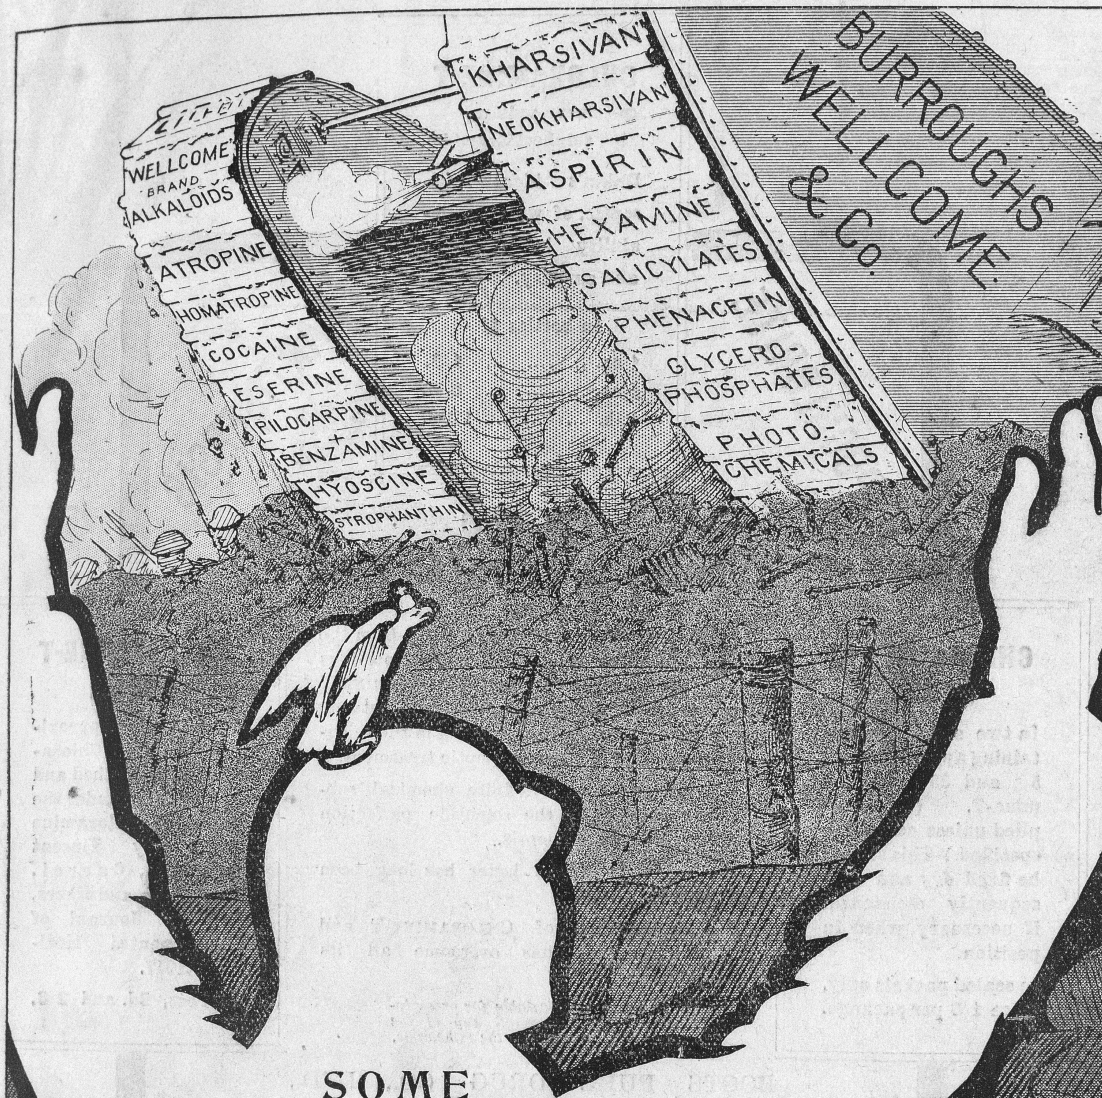 WELLCOME
BRAND
ALKALOIDS
ATROPINE
HOMATROPINE
COCAINE
ESERINE
PILOCARPINE
BENZAMINE
HYOSCINE
STROPHANTHIN
KHARSIVAN
NEOKHARSIVAN
ASPIRIN
HEXAMINE
SALICYLATES
PHENACETIN
GLYCERO-
PHOSPHATES
PHOTO-
CHEMICALS
BURROUGHS
WELLCOME.
& Co.
SOME